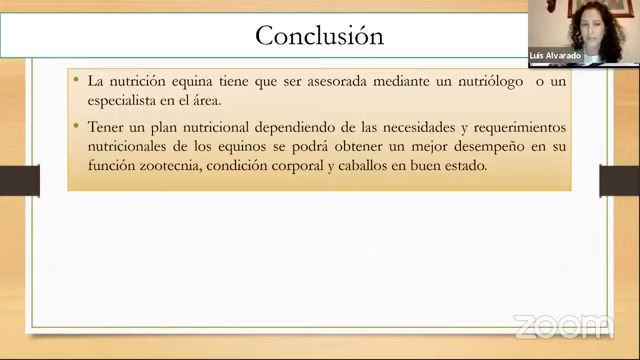 Conclusión
Luis Alvarado
• La nutrición equina tiene que ser asesorada mediante un nutriólogo o un
especialista en el área.
• Tener un plan nutricional dependiendo de las necesidades y requerimientos
nutricionales de los equinos se podrá obtener un mejor desempeño en su
función zootecnia, condición corporal y caballos en buen estado.
zoom